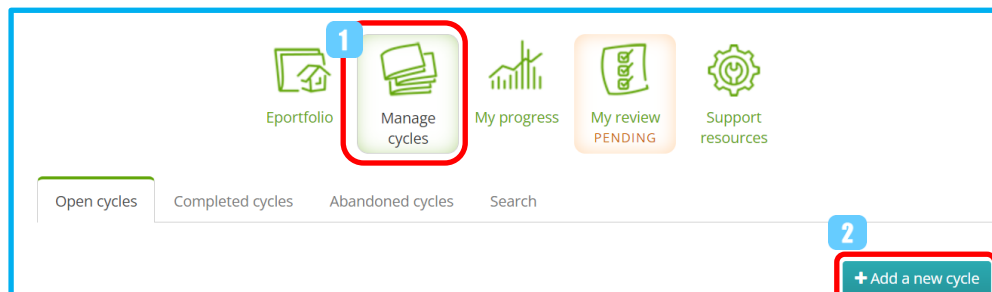 1
Eportfolio
Manage
cycles
My progress
My review
PENDING
Support
resources
Open cycles
Completed cycles
Abandoned cycles
Search
2
+ Add a new cycle